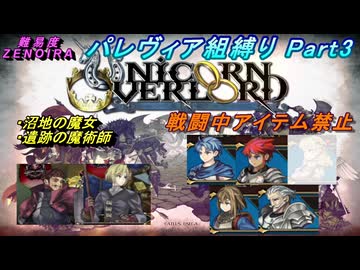 難易度
ZENOIRA
パレヴィア組縛り Part3
UNICORN
OVERLORD
・沼地の魔女
・遺跡の魔術師
戦闘中アイテム禁止